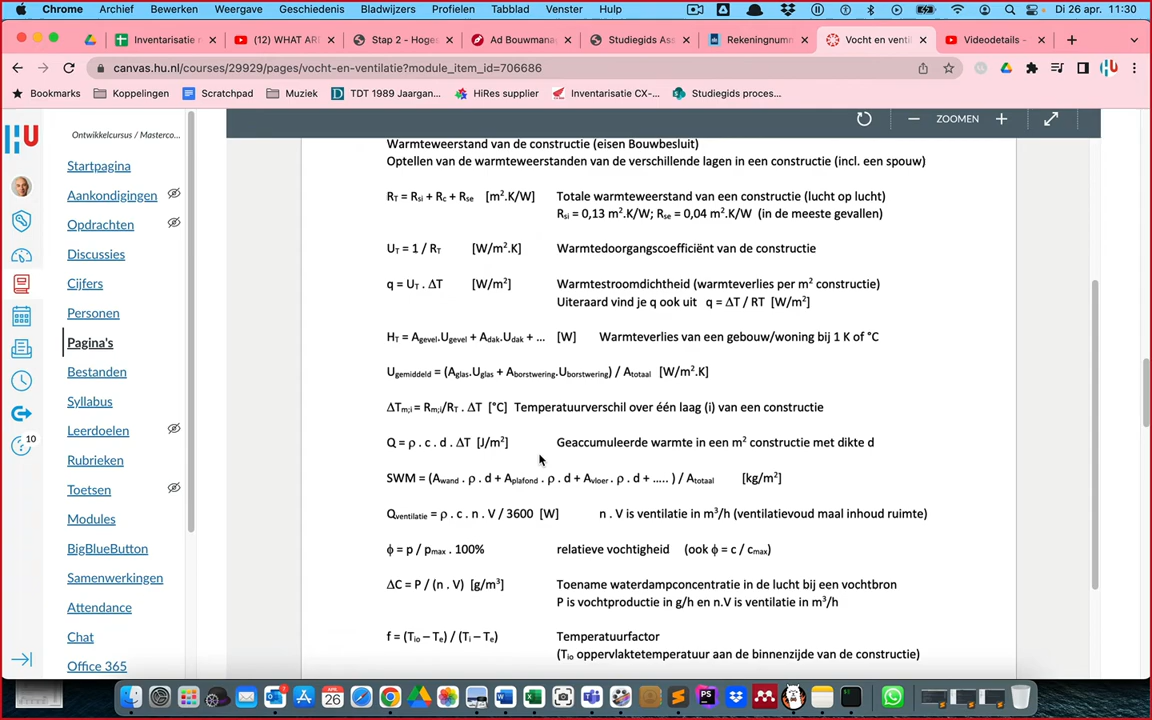 Chrome Archief Bewerken Weergave Geschiedenis Bladwijzers Profielen Tabblad Venster Hulp Di 26 apr. 11:30
Inventarisatie r (12) WHAT ARE Stap 2 - Hoges Ad Bouwmana Studiegids Ass Rekeningnumm Vocht en ventil Videodetails -
canvas.hu.nl/courses/29929/pages/vocht-en-ventilatie?module_item_id=706686
Bookmarks Koppelingen Scratchpad Muziek TDT 1989 Jaargan... HiRes supplier Inventarisatie CX-... Studiegids proces...
Ontwikkelcursus / Masterco...
ZOOMEN
Startpagina
Aankondigingen
Opdrachten
Discussies
Cijfers
Personen
Pagina's
Bestanden
Syllabus
Leerdoelen
Rubrieken
Toetsen
Modules
BigBlueButton
Samenwerkingen
Attendance
Chat
Office 365
10
Warmteweerstand van de constructie (eisen Bouwbesluit)
Optellen van de warmteweerstanden van de verschillende lagen in een constructie (incl. een spouw)
RT = Rsi + Rc + Rse [m².K/W] Totale warmteweerstand van een constructie (lucht op lucht)
Rsi = 0,13 m².K/W; Rse = 0,04 m².K/W (in de meeste gevallen)
UT = 1 / RT [W/m².K] Warmtedoorgangscoefficiënt van de constructie
q = UT . ΔT [W/m²] Warmtestroomdichtheid (warmteverlies per m² constructie)
Uiteraard vind je q ook uit q = ΔT / RT [W/m²]
HT = Agevel.Ugevel + Adak.Udak + ... [W] Warmteverlies van een gebouw/woning bij 1 K of °C
Ugemiddeld = (Aglas.Uglas + Aborstwering.Uborstwering) / Atotaal [W/m².K]
ΔTm;i = Rm;i/RT . ΔT [°C] Temperatuurverschil over één laag (i) van een constructie
Q = ρ . c . d . ΔT [J/m²] Geaccumuleerde warmte in een m² constructie met dikte d
SWM = (Awand . ρ . d + Aplafond . ρ . d + Avloer . ρ . d + ..... ) / Atotaal [kg/m²]
Qventilatie = ρ . c . n . V / 3600 [W] n . V is ventilatie in m³/h (ventilatievoud maal inhoud ruimte)
ϕ = p / pmax . 100% relatieve vochtigheid (ook ϕ = c / cmax)
ΔC = P / (n . V) [g/m³] Toename waterdampconcentratie in de lucht bij een vochtbron
P is vochtproductie in g/h en n.V is ventilatie in m³/h
f = (Tio – Te) / (Ti – Te) Temperatuurfactor
(Tio oppervlaktetemperatuur aan de binnenzijde van de constructie)